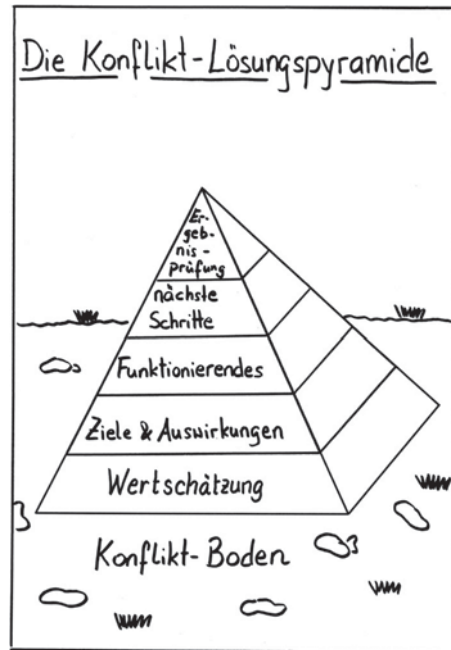 Die Konflikt-Lösungspyramide
Er-
geb-
nis-
prüfung
nächste
Schritte
Funktionierendes
Ziele & Auswirkungen
Wertschätzung
Konflikt-Boden